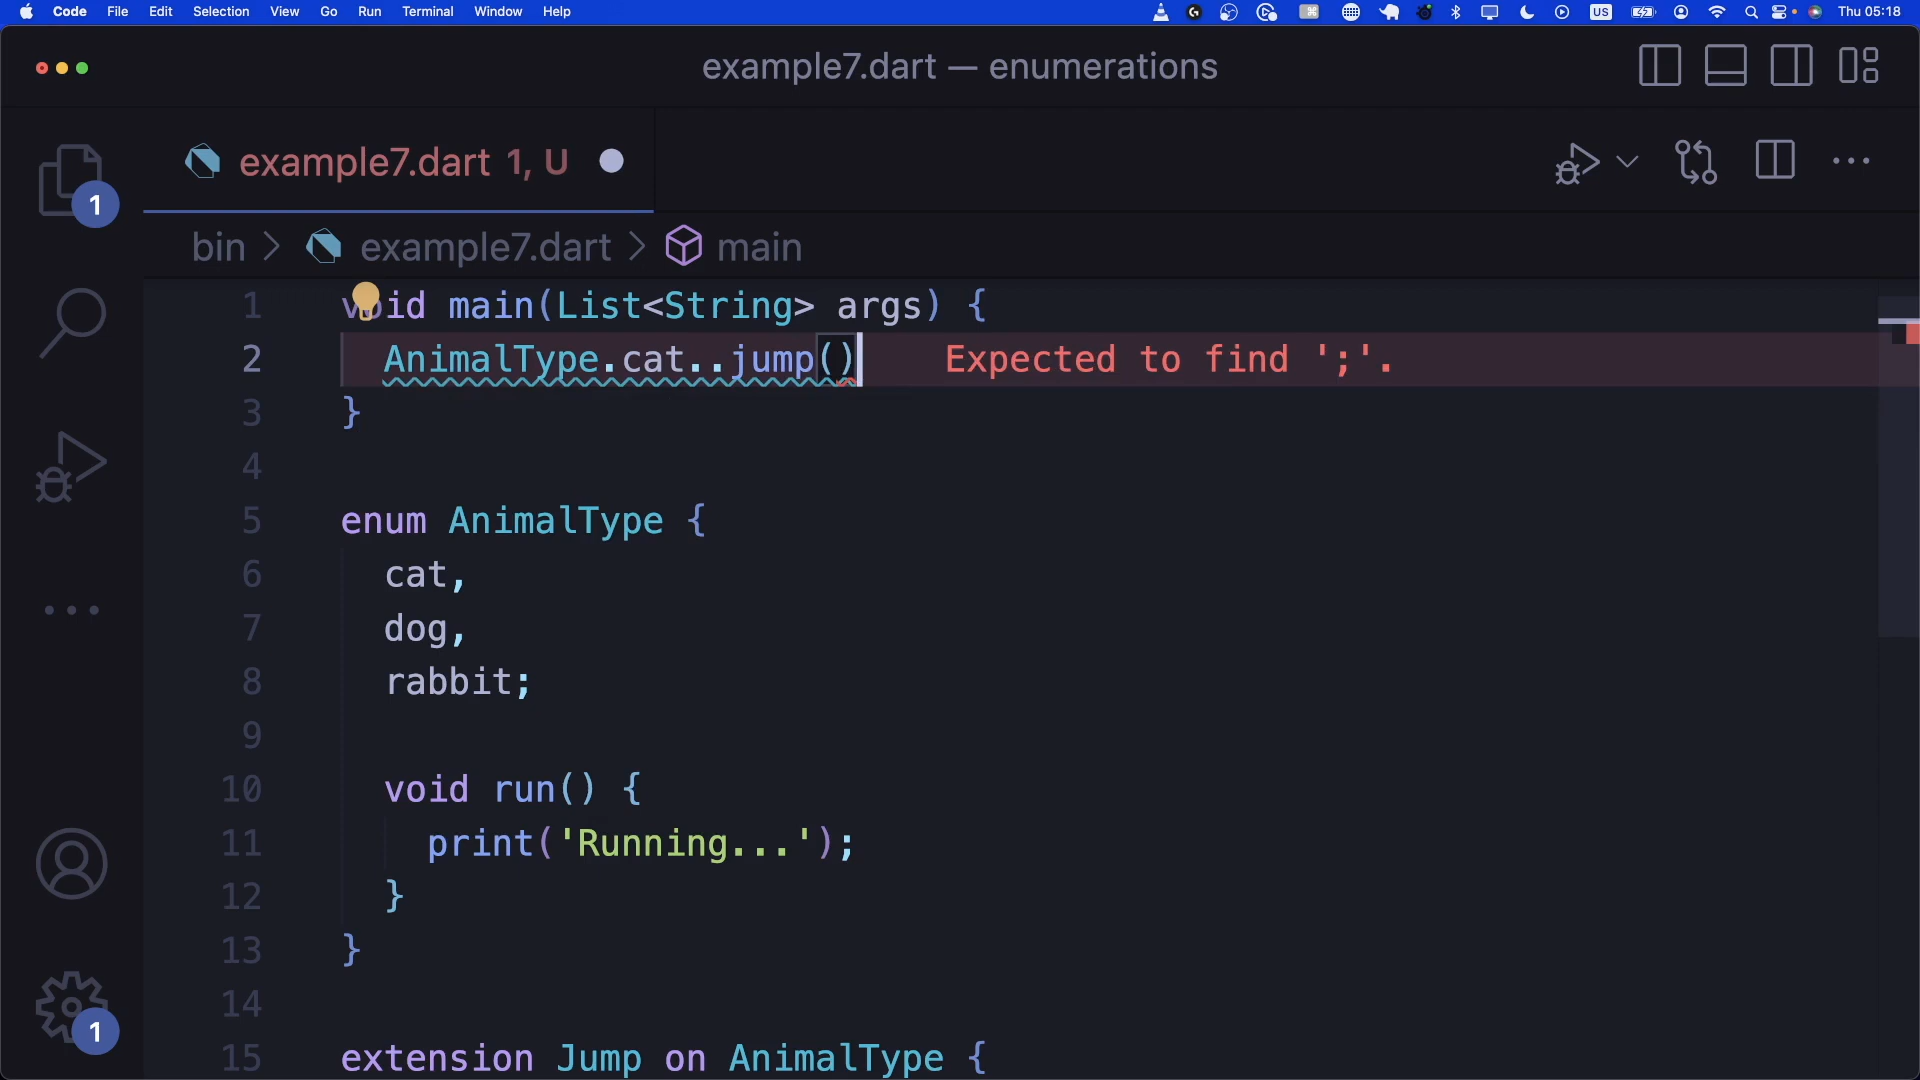 Code File Edit Selection View Go Run Terminal Window Help US Thu 05:18
example7.dart — enumerations
example7.dart 1, U
1
bin > example7.dart > main
1 void main(List<String> args) {
2 AnimalType.cat..jump() Expected to find ';'.
3 }
4
5 enum AnimalType {
6 cat,
7 dog,
8 rabbit;
9
10 void run() {
11 print('Running...');
12 }
13 }
14
15 extension Jump on AnimalType {
1